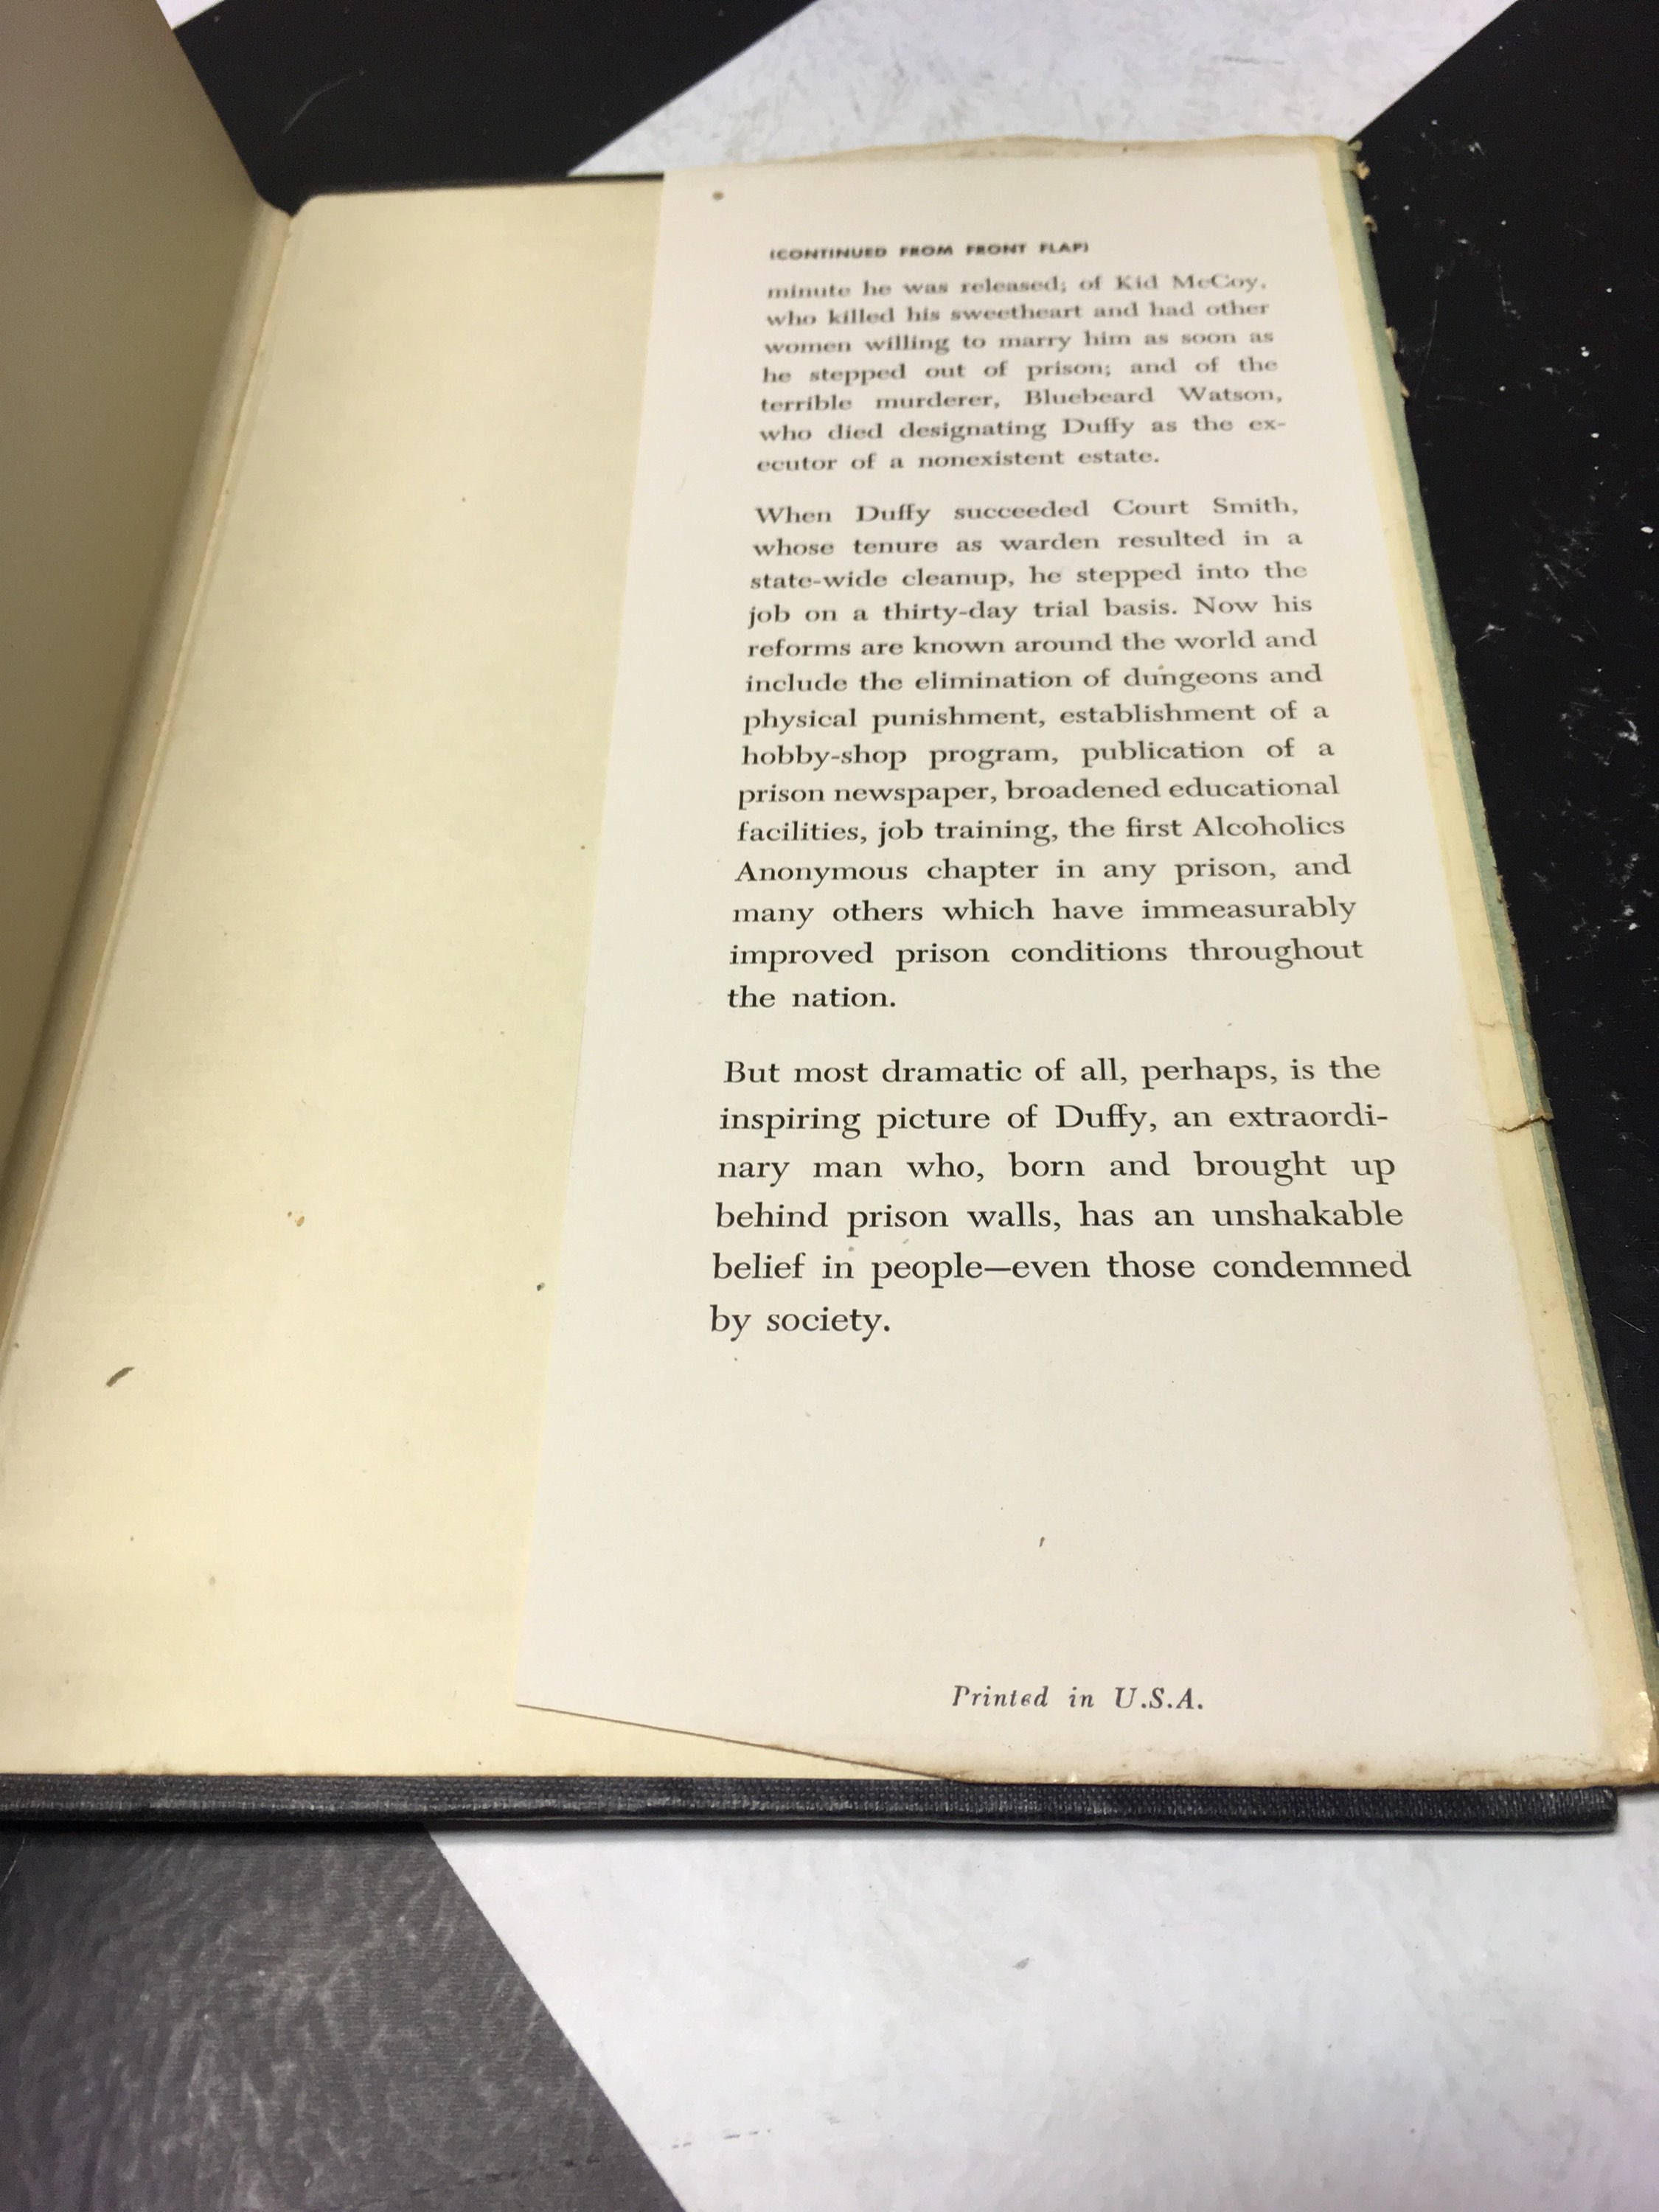 (CONTINUED FROM FRONT FLAP)
minute he was released; of Kid McCoy,
who killed his sweetheart and had other
women willing to marry him as soon as
he stepped out of prison; and of the
terrible murderer, Bluebeard Watson,
who died designating Duffy as the ex-
ecutor of a nonexistent estate.
When Duffy succeeded Court Smith,
whose tenure as warden resulted in a
state-wide cleanup, he stepped into the
job on a thirty-day trial basis. Now his
reforms are known around the world and
include the elimination of dungeons and
physical punishment, establishment of a
hobby-shop program, publication of a
prison newspaper, broadened educational
facilities, job training, the first Alcoholics
Anonymous chapter in any prison, and
many others which have immeasurably
improved prison conditions throughout
the nation.
But most dramatic of all, perhaps, is the
inspiring picture of Duffy, an extraordi-
nary man who, born and brought up
behind prison walls, has an unshakable
belief in people—even those condemned
by society.
Printed in U.S.A.